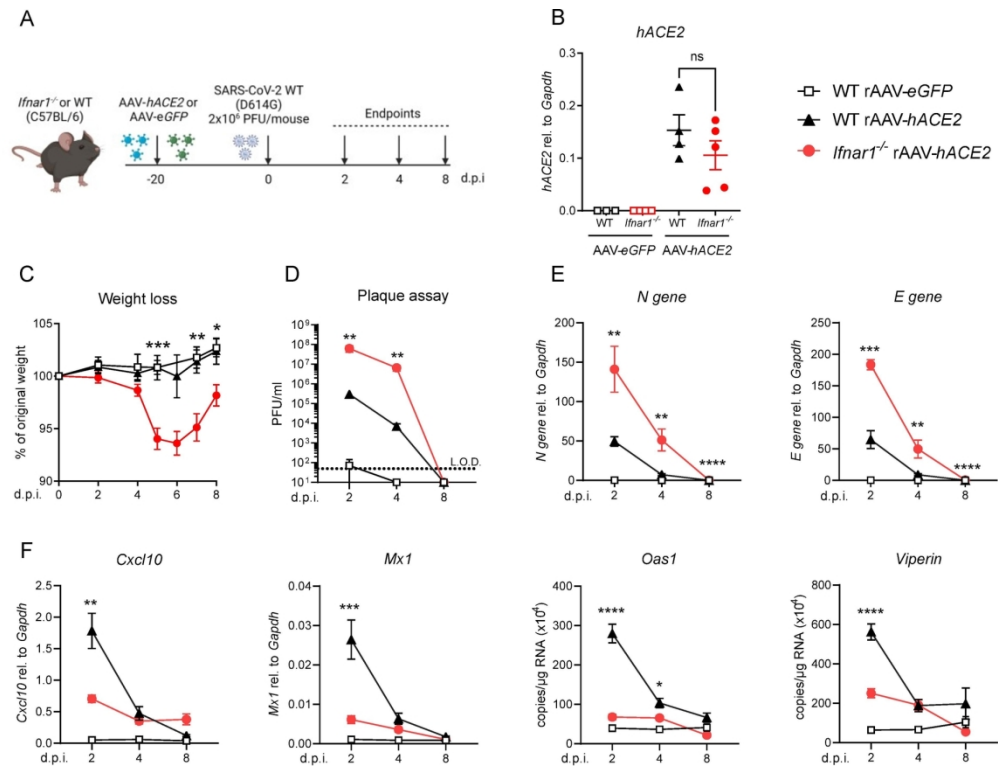 A
Ifnar1-/- or WT
(C57BL/6)
AAV-hACE2 or
AAV-eGFP
SARS-CoV-2 WT
(D614G)
2x10⁶ PFU/mouse
Endpoints
-20
0
2
4
8
d.p.i
B
hACE2
hACE2 rel. to Gapdh
0.3
0.2
0.1
0.0
ns
WT
Ifnar1-/-
WT
Ifnar1-/-
AAV-eGFP
AAV-hACE2
WT rAAV-eGFP
WT rAAV-hACE2
Ifnar1-/- rAAV-hACE2
C
Weight loss
% of original weight
105
100
95
90
***
**
*
d.p.i.
0
2
4
6
8
D
Plaque assay
PFU/ml
10⁹
10⁸
10⁷
10⁶
10⁵
10⁴
10³
10²
10¹
**
**
L.O.D.
d.p.i.
2
4
8
E
N gene
N gene rel. to Gapdh
200
150
100
50
0
**
**
****
d.p.i.
2
4
8
E gene
E gene rel. to Gapdh
250
200
150
100
50
0
***
**
****
d.p.i.
2
4
8
F
Cxcl10
Cxcl10 rel. to Gapdh
2.5
2.0
1.5
1.0
0.5
0.0
**
d.p.i.
2
4
8
Mx1
Mx1 rel. to Gapdh
0.04
0.03
0.02
0.01
0.00
***
d.p.i.
2
4
8
Oas1
copies/µg RNA (x10⁴)
400
300
200
100
0
****
*
d.p.i.
2
4
8
Viperin
copies/µg RNA (x10⁴)
800
600
400
200
0
****
d.p.i.
2
4
8